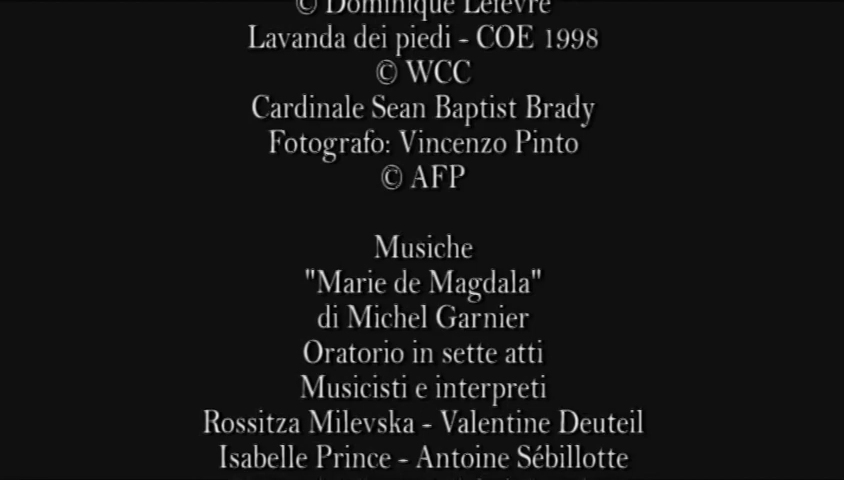 © Dominique Lefèvre
Lavanda dei piedi - COE 1998
© WCC
Cardinale Sean Baptist Brady
Fotografo: Vincenzo Pinto
© AFP
Musiche
"Marie de Magdala"
di Michel Garnier
Oratorio in sette atti
Musicisti e interpreti
Rossitza Milevska - Valentine Deuteil
Isabelle Prince - Antoine Sébillotte